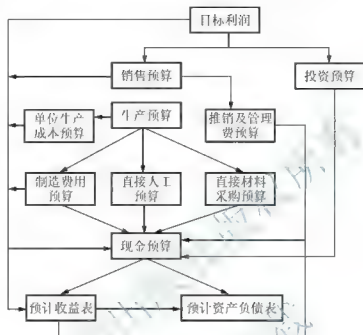 目标利润
销售预算
投资预算
单位生产
成本预算
生产预算
推销及管理
费预算
制造费用
预算
直接人工
预算
直接材料
采购预算
现金预算
预计收益表
预计资产负债表